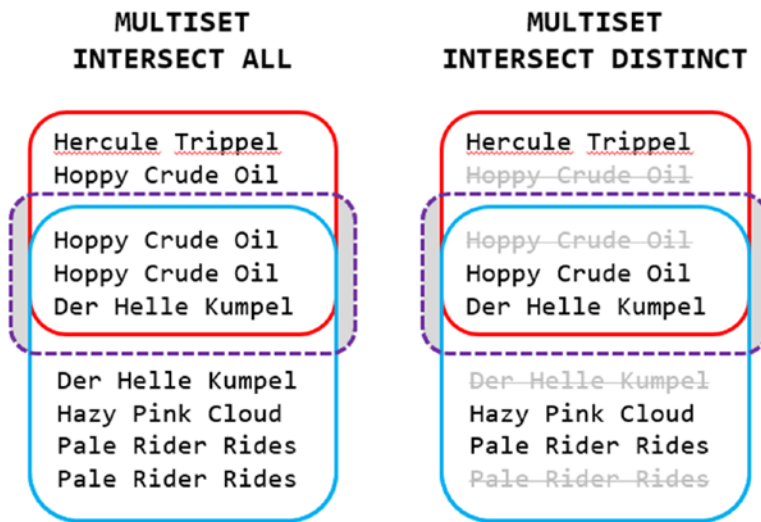 MULTISET
INTERSECT ALL
Hercule Trippel
Hoppy Crude Oil
Hoppy Crude Oil
Hoppy Crude Oil
Der Helle Kumpel
Der Helle Kumpel
Hazy Pink Cloud
Pale Rider Rides
Pale Rider Rides
MULTISET
INTERSECT DISTINCT
Hercule Trippel
Hoppy Crude Oil
Hoppy Crude Oil
Hoppy Crude Oil
Der Helle Kumpel
Der Helle Kumpel
Hazy Pink Cloud
Pale Rider Rides
Pale Rider Rides